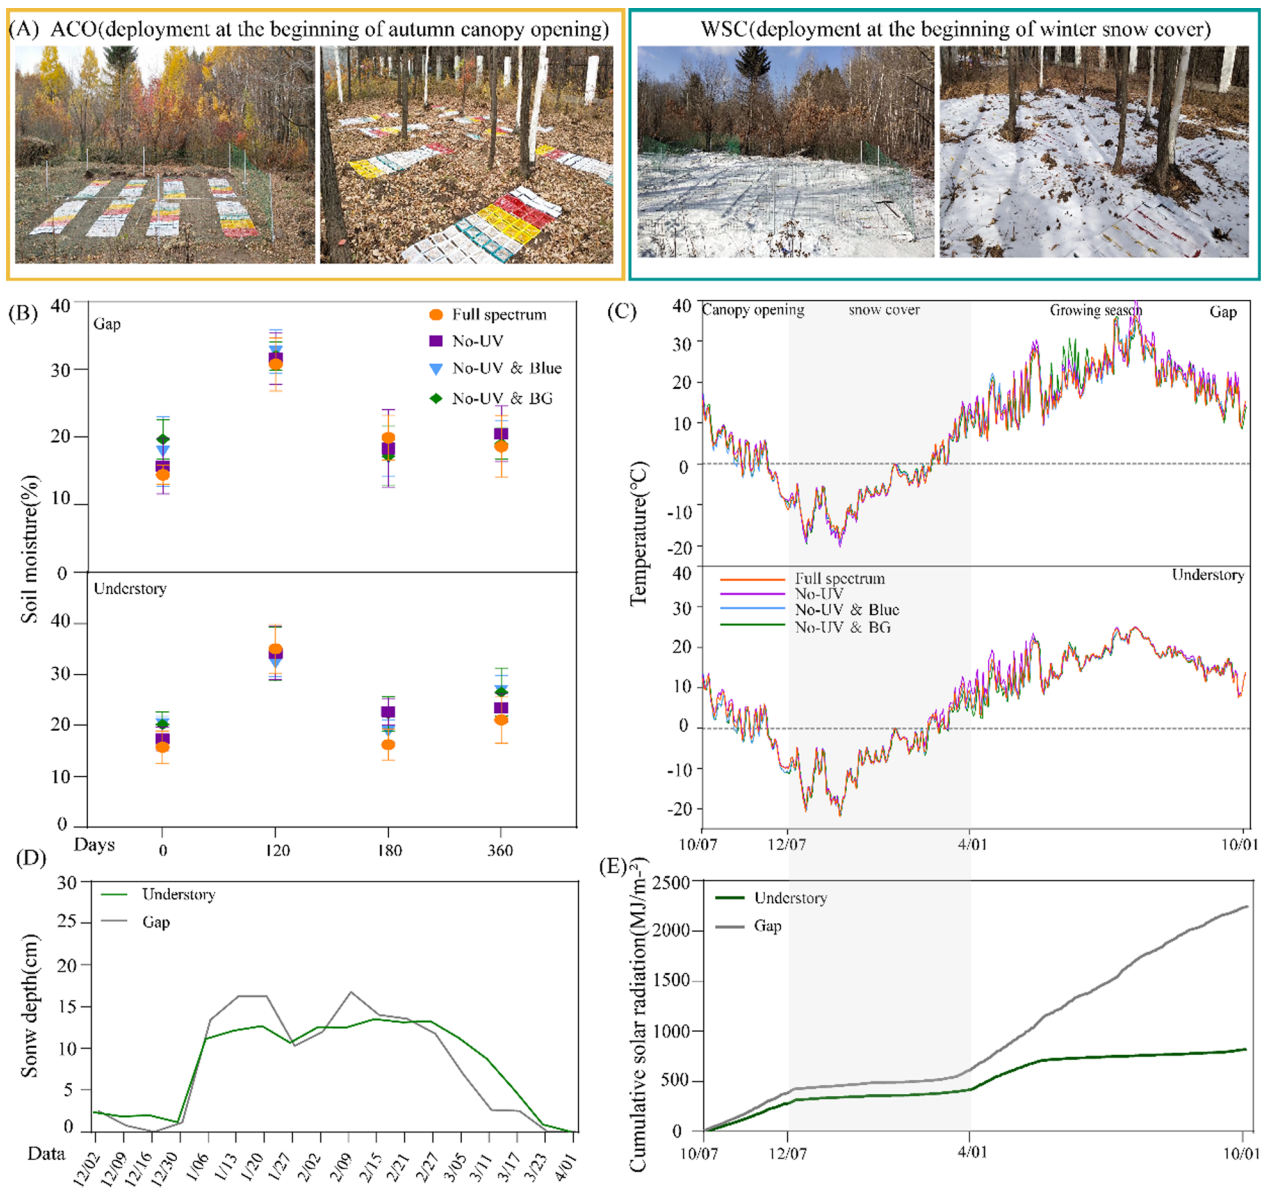 (A) ACO(deployment at the beginning of autumn canopy opening)
WSC(deployment at the beginning of winter snow cover)
(B)
40
30
20
10
0
Gap
Full spectrum
No-UV
No-UV & Blue
No-UV & BG
Soil moisture(%)
Understory
40
30
20
10
0
Days
0
120
180
360
(C)
40
30
20
10
0
-10
-20
Canopy opening
snow cover
Growing season
Gap
Temperature(°C)
40
30
20
10
0
-10
-20
Full spectrum
No-UV
No-UV & Blue
No-UV & BG
Understory
10/07
12/07
4/01
10/01
(D)
30
25
20
15
10
5
0
Understory
Gap
Sonw depth(cm)
Data
12/02
12/09
12/16
12/30
1/06
1/13
1/20
1/27
2/02
2/09
2/15
2/21
2/27
3/05
3/11
3/17
3/23
4/01
(E)
2500
2000
1500
1000
500
0
Understory
Gap
Cumulative solar radiation(MJ/m-²)
10/07
12/07
4/01
10/01